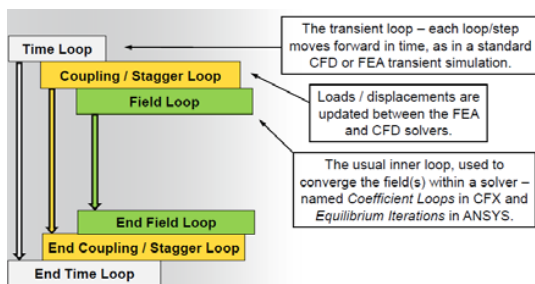 Time Loop
Coupling / Stagger Loop
Field Loop
End Field Loop
End Coupling / Stagger Loop
End Time Loop
The transient loop – each loop/step
moves forward in time, as in a standard
CFD or FEA transient simulation.
Loads / displacements are
updated between the FEA
and CFD solvers.
The usual inner loop, used to
converge the field(s) within a solver –
named Coefficient Loops in CFX and
Equilibrium Iterations in ANSYS.